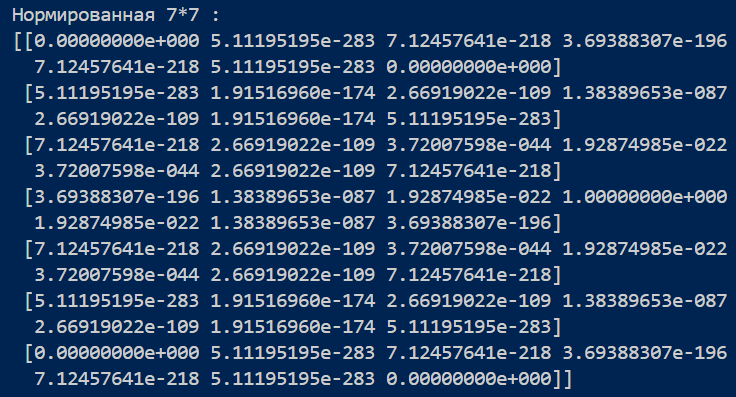 Нормированная 7*7 :
[[0.00000000e+000 5.11195195e-283 7.12457641e-218 3.69388307e-196
  7.12457641e-218 5.11195195e-283 0.00000000e+000]
 [5.11195195e-283 1.91516960e-174 2.66919022e-109 1.38389653e-087
  2.66919022e-109 1.91516960e-174 5.11195195e-283]
 [7.12457641e-218 2.66919022e-109 3.72007598e-044 1.92874985e-022
  3.72007598e-044 2.66919022e-109 7.12457641e-218]
 [3.69388307e-196 1.38389653e-087 1.92874985e-022 1.00000000e+000
  1.92874985e-022 1.38389653e-087 3.69388307e-196]
 [7.12457641e-218 2.66919022e-109 3.72007598e-044 1.92874985e-022
  3.72007598e-044 2.66919022e-109 7.12457641e-218]
 [5.11195195e-283 1.91516960e-174 2.66919022e-109 1.38389653e-087
  2.66919022e-109 1.91516960e-174 5.11195195e-283]
 [0.00000000e+000 5.11195195e-283 7.12457641e-218 3.69388307e-196
  7.12457641e-218 5.11195195e-283 0.00000000e+000]]